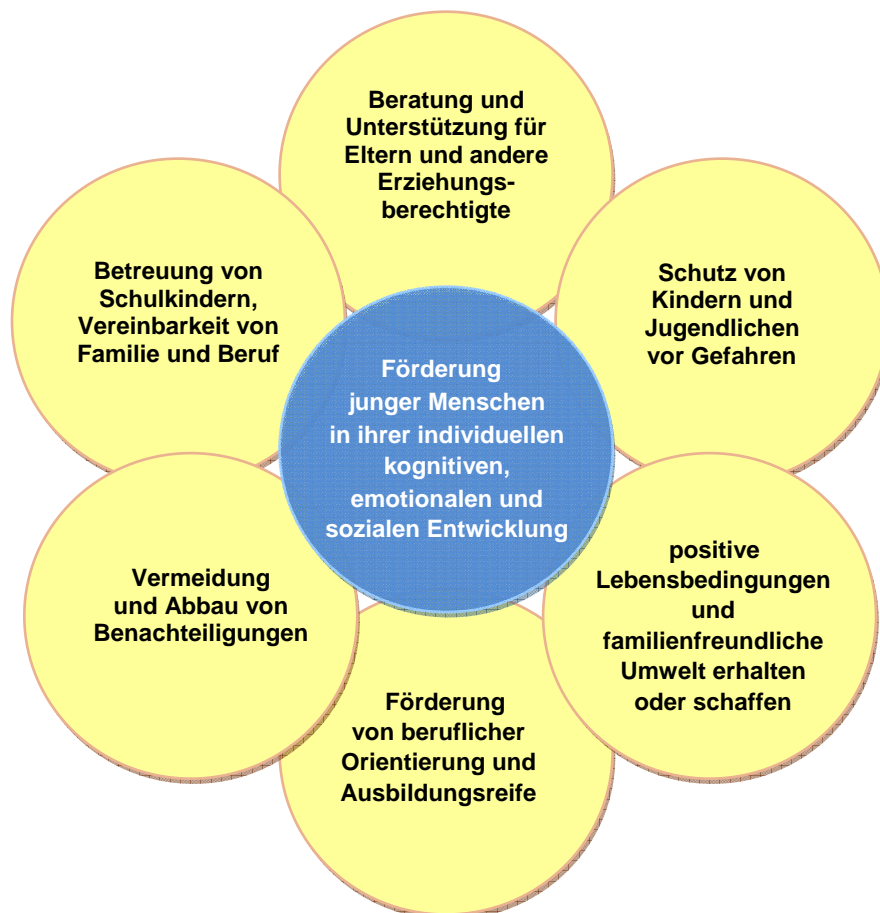 Beratung und
Unterstützung für
Eltern und andere
Erziehungs-
berechtigte
Betreuung von
Schulkindern,
Vereinbarkeit von
Familie und Beruf
Schutz von
Kindern und
Jugendlichen
vor Gefahren
Förderung
junger Menschen
in ihrer individuellen
kognitiven,
emotionalen und
sozialen Entwicklung
Vermeidung
und Abbau von
Benachteiligungen
positive
Lebensbedingungen
und
familienfreundliche
Umwelt erhalten
oder schaffen
Förderung
von beruflicher
Orientierung und
Ausbildungsreife